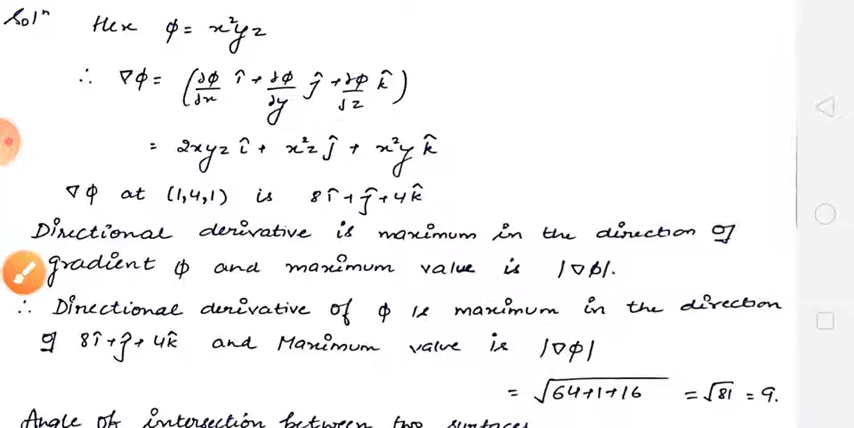 Solⁿ Here φ = x²yz
∴ ∇φ = (∂φ/∂x î + ∂φ/∂y ĵ + ∂φ/∂z k̂)
= 2xyz î + x²z ĵ + x²y k̂
∇φ at (1,4,1) is 8î + ĵ + 4k̂
Directional derivative is maximum in the direction of
gradient φ and maximum value is |∇φ|.
∴ Directional derivative of φ is maximum in the direction
of 8î + ĵ + 4k̂ and Maximum value is |∇φ|
= √64+1+16 = √81 = 9.
Angle of intersection between two surfaces